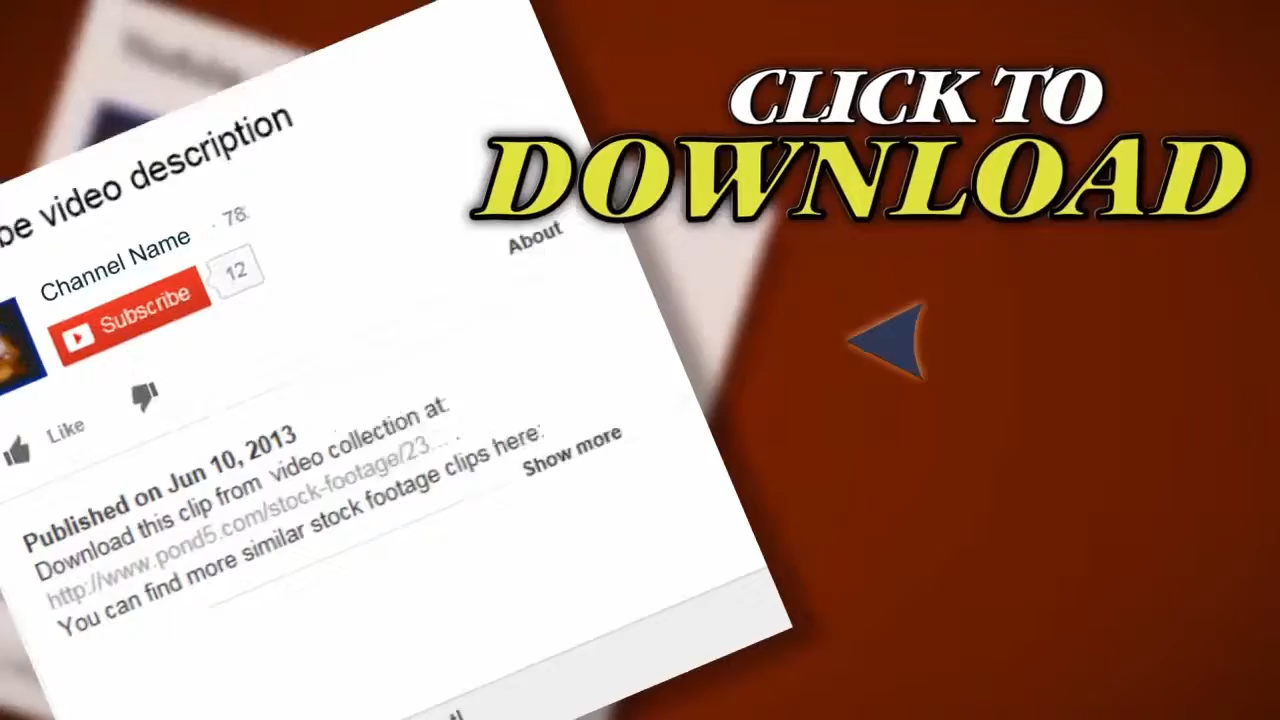 CLICK TO
DOWNLOAD
be video description
Channel Name
78
Subscribe
12
About
Like
Published on Jun 10, 2013
Download this clip from video collection at:
http://www.pond5.com/stock-footage/23...
You can find more similar stock footage clips here:
Show more